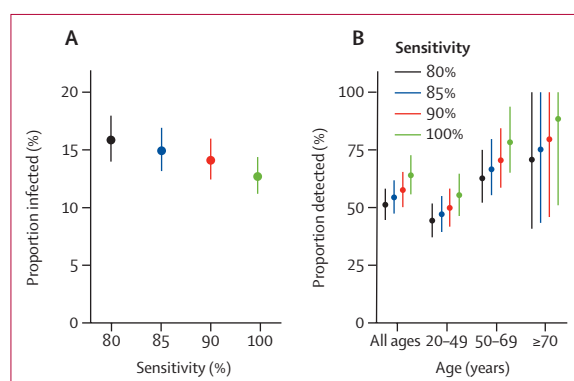 A
Proportion infected (%)
20
15
10
5
0
80
85
90
100
Sensitivity (%)
B
Sensitivity
80%
85%
90%
100%
Proportion detected (%)
100
75
50
25
0
All ages
20–49
50–69
≥70
Age (years)